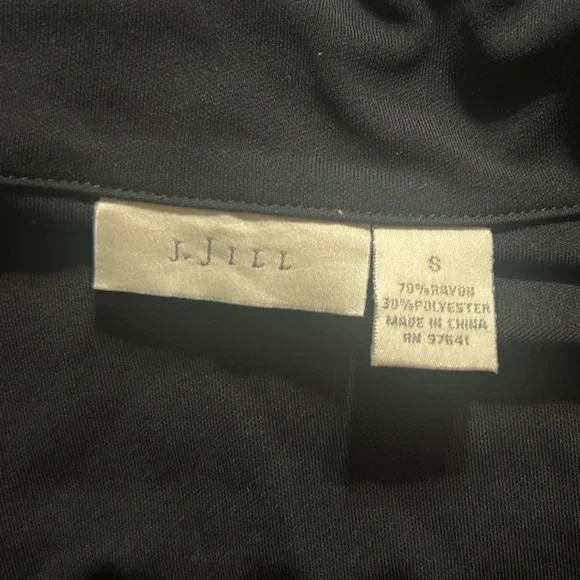 J. JILL
S
70%RAYON
30%POLYESTER
MADE IN CHINA
RN 97641